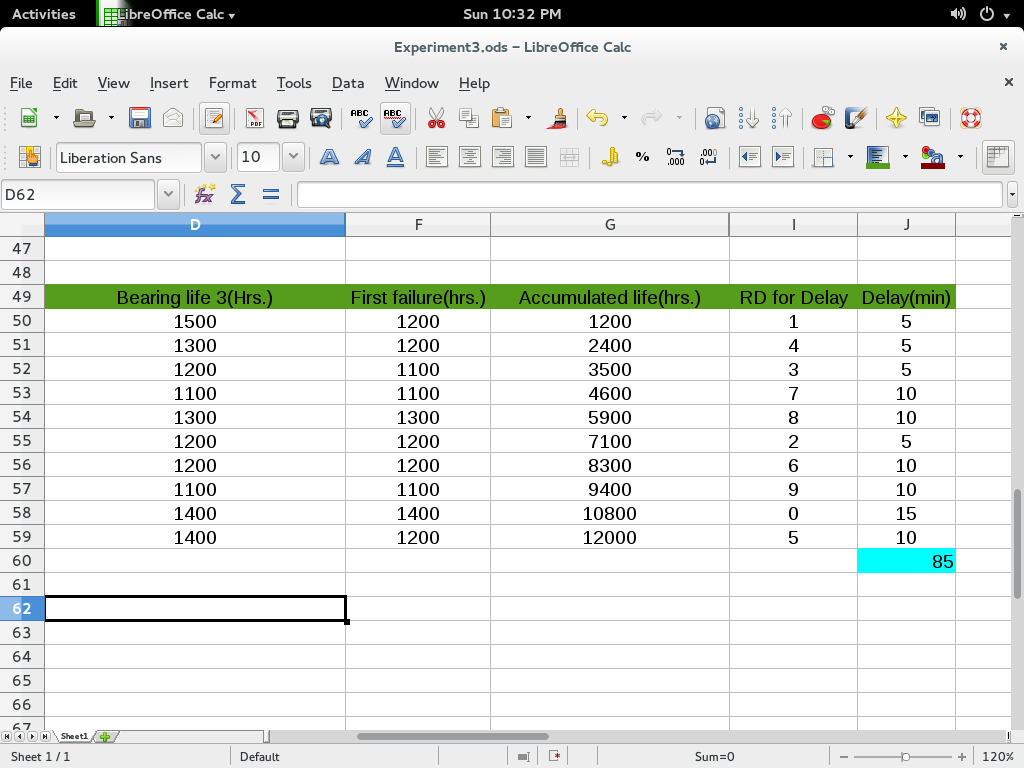 Activities LibreOffice Calc Sun 10:32 PM
Experiment3.ods – LibreOffice Calc
File Edit View Insert Format Tools Data Window Help
Liberation Sans 10
D62
D F G I J
47
48
49 Bearing life 3(Hrs.) First failure(hrs.) Accumulated life(hrs.) RD for Delay Delay(min)
50 1500 1200 1200 1 5
51 1300 1200 2400 4 5
52 1200 1100 3500 3 5
53 1100 1100 4600 7 10
54 1300 1300 5900 8 10
55 1200 1200 7100 2 5
56 1200 1200 8300 6 10
57 1100 1100 9400 9 10
58 1400 1400 10800 0 15
59 1400 1200 12000 5 10
60 85
61
62
63
64
65
66
67
Sheet1
Sheet 1 / 1 Default Sum=0 120%